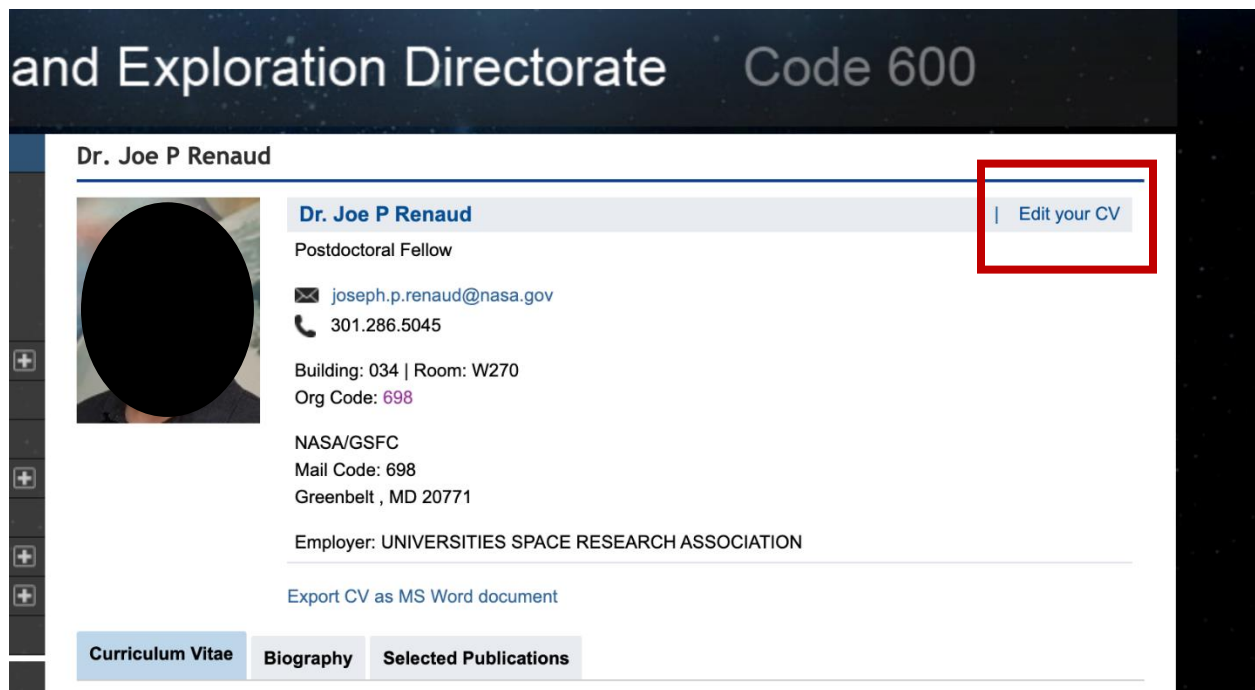 and Exploration Directorate Code 600
Dr. Joe P Renaud
Dr. Joe P Renaud | Edit your CV
Postdoctoral Fellow
joseph.p.renaud@nasa.gov
301.286.5045
Building: 034 | Room: W270
Org Code: 698
NASA/GSFC
Mail Code: 698
Greenbelt , MD 20771
Employer: UNIVERSITIES SPACE RESEARCH ASSOCIATION
Export CV as MS Word document
Curriculum Vitae Biography Selected Publications